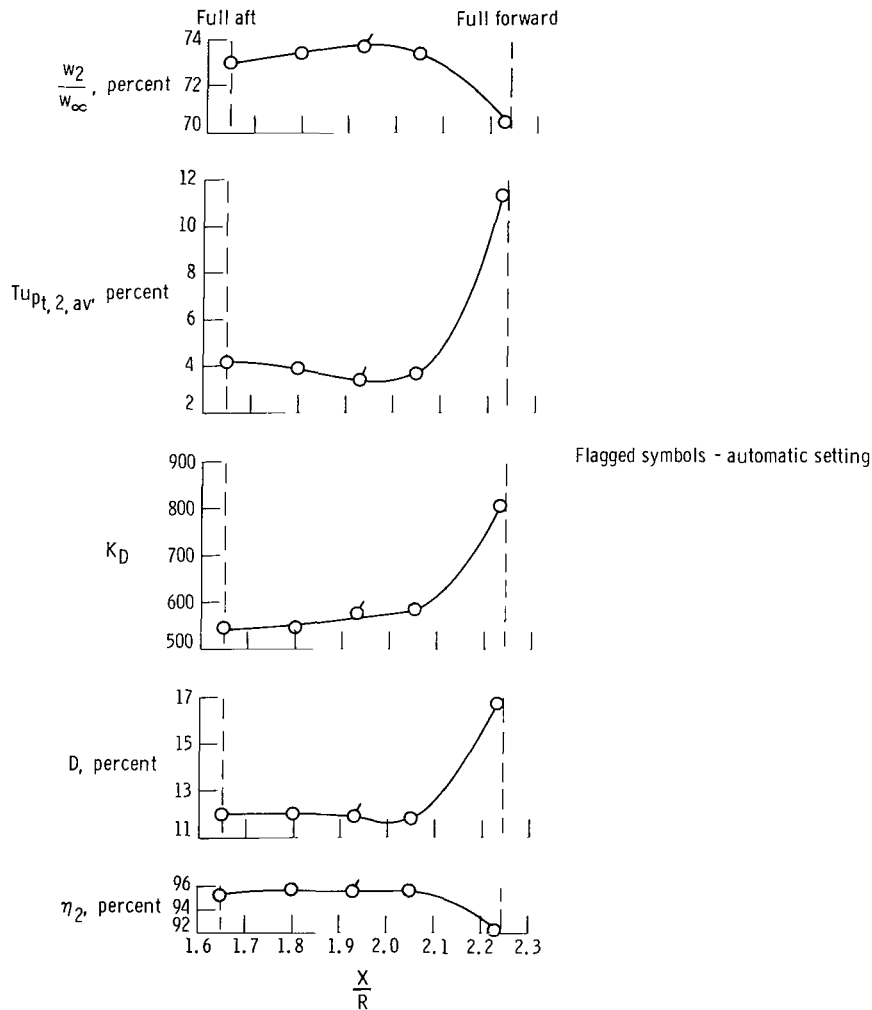 Full aft
Full forward
74
72
70
w2
w∞
, percent
12
10
8
6
4
2
Tupt, 2, av, percent
Flagged symbols - automatic setting
900
800
700
600
500
KD
17
15
13
11
D, percent
96
94
92
η2, percent
1.6 1.7 1.8 1.9 2.0 2.1 2.2 2.3
X
R